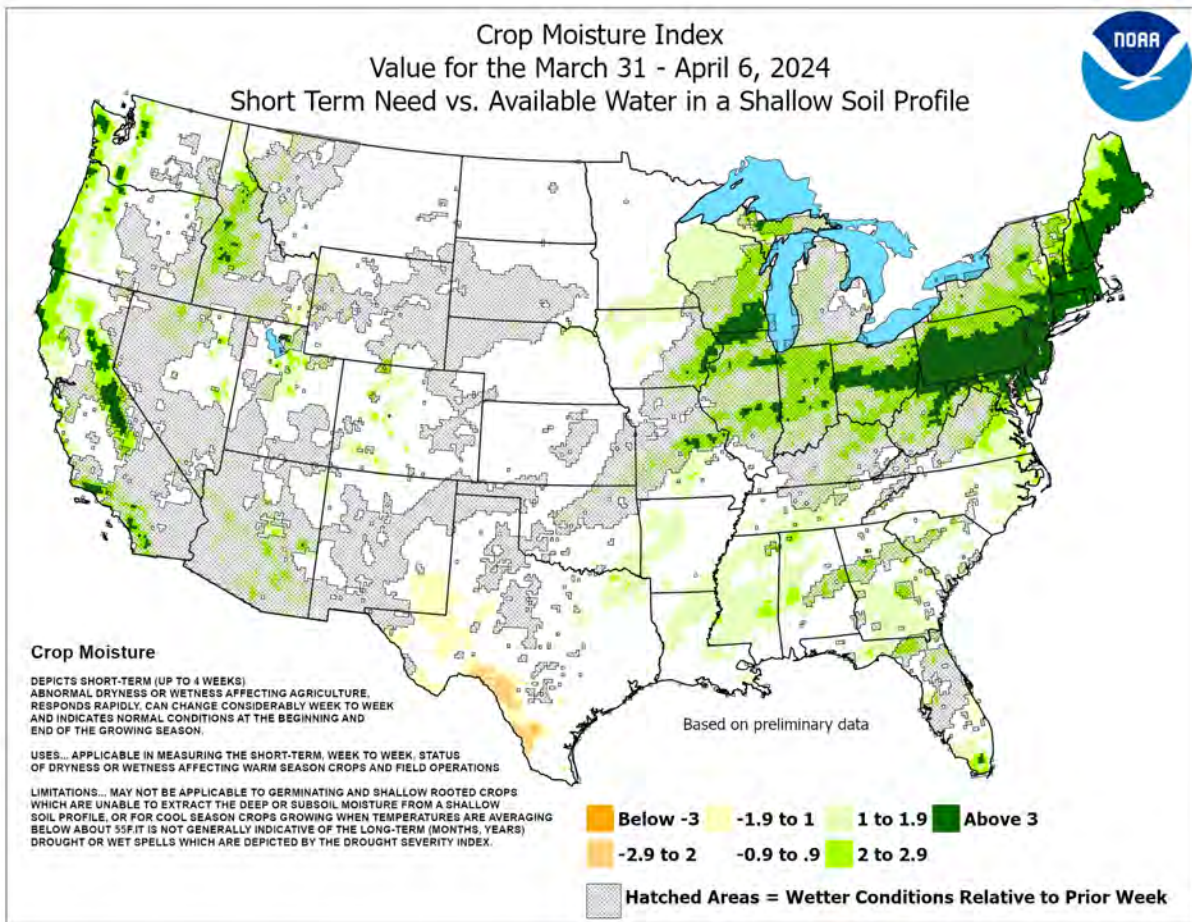 Crop Moisture Index
Value for the March 31 - April 6, 2024
Short Term Need vs. Available Water in a Shallow Soil Profile
NOAA
Crop Moisture
DEPICTS SHORT-TERM (UP TO 4 WEEKS)
ABNORMAL DRYNESS OR WETNESS AFFECTING AGRICULTURE,
RESPONDS RAPIDLY, CAN CHANGE CONSIDERABLY WEEK TO WEEK
AND INDICATES NORMAL CONDITIONS AT THE BEGINNING AND
END OF THE GROWING SEASON.
USES... APPLICABLE IN MEASURING THE SHORT-TERM, WEEK TO WEEK, STATUS
OF DRYNESS OR WETNESS AFFECTING WARM SEASON CROPS AND FIELD OPERATIONS
LIMITATIONS... MAY NOT BE APPLICABLE TO GERMINATING AND SHALLOW ROOTED CROPS
WHICH ARE UNABLE TO EXTRACT THE DEEP OR SUBSOIL MOISTURE FROM A SHALLOW
SOIL PROFILE, OR FOR COOL SEASON CROPS GROWING WHEN TEMPERATURES ARE AVERAGING
BELOW ABOUT 55F.IT IS NOT GENERALLY INDICATIVE OF THE LONG-TERM (MONTHS, YEARS)
DROUGHT OR WET SPELLS WHICH ARE DEPICTED BY THE DROUGHT SEVERITY INDEX.
Based on preliminary data
Below -3 -1.9 to 1 1 to 1.9 Above 3
-2.9 to 2 -0.9 to .9 2 to 2.9
Hatched Areas = Wetter Conditions Relative to Prior Week